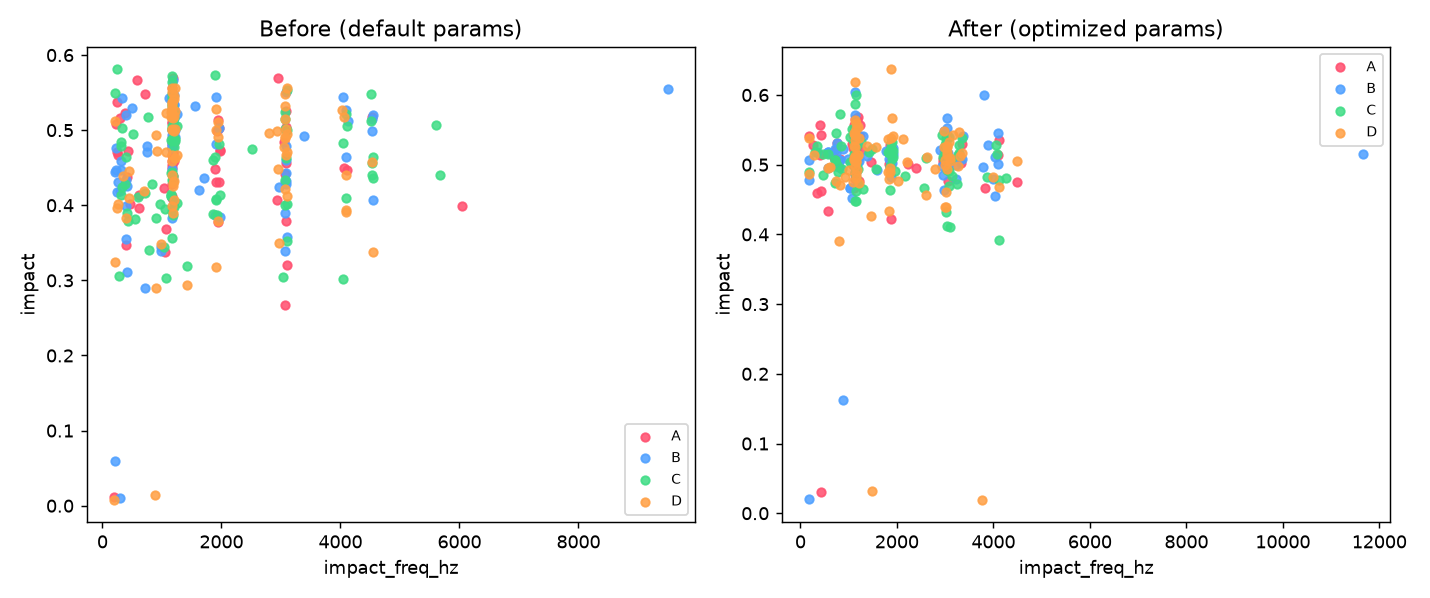 Before (default params)
0.6
0.5
0.4
0.3
0.2
0.1
0.0
impact
A
B
C
D
0
2000
4000
6000
8000
impact_freq_hz
After (optimized params)
0.6
0.5
0.4
0.3
0.2
0.1
0.0
impact
A
B
C
D
0
2000
4000
6000
8000
10000
12000
impact_freq_hz